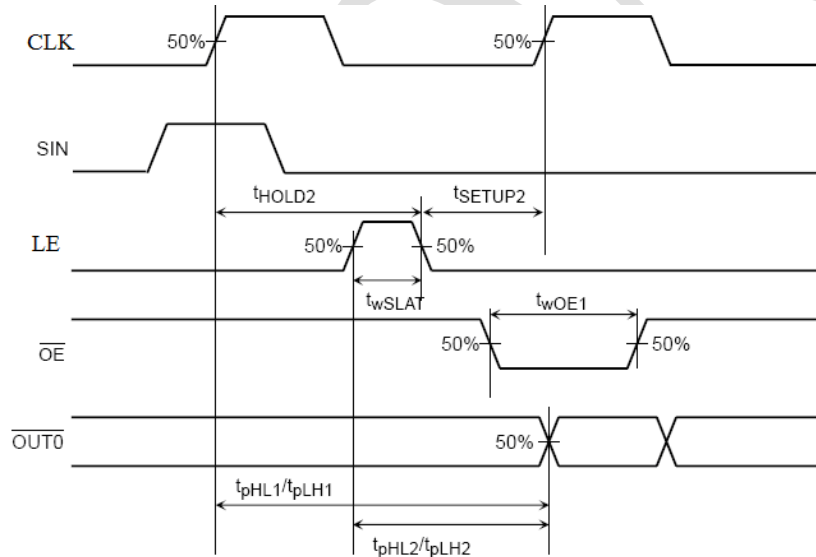 CLK
50%
50%
SIN
tHOLD2
tSETUP2
LE
50%
50%
twSLAT
twOE1
OE
50%
50%
OUT0
50%
tpHL1/tpLH1
tpHL2/tpLH2